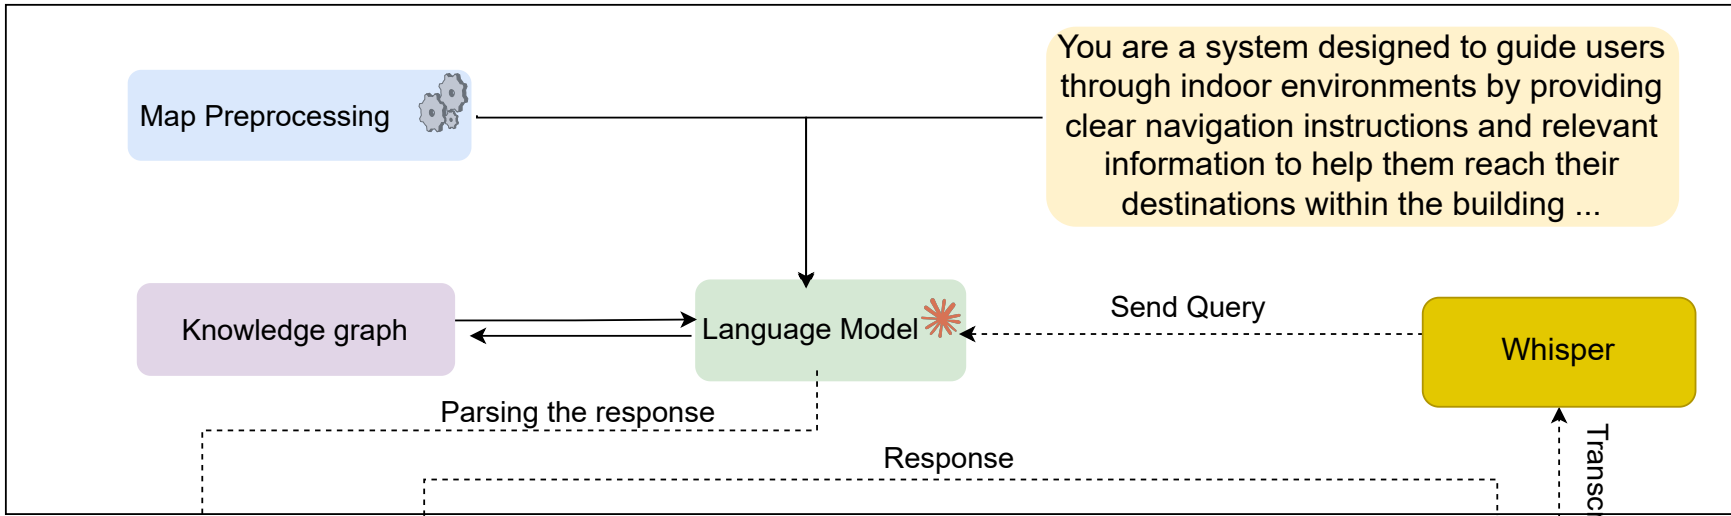 Map Preprocessing
You are a system designed to guide users
through indoor environments by providing
clear navigation instructions and relevant
information to help them reach their
destinations within the building ...
Knowledge graph
Language Model
Send Query
Whisper
Parsing the response
Response